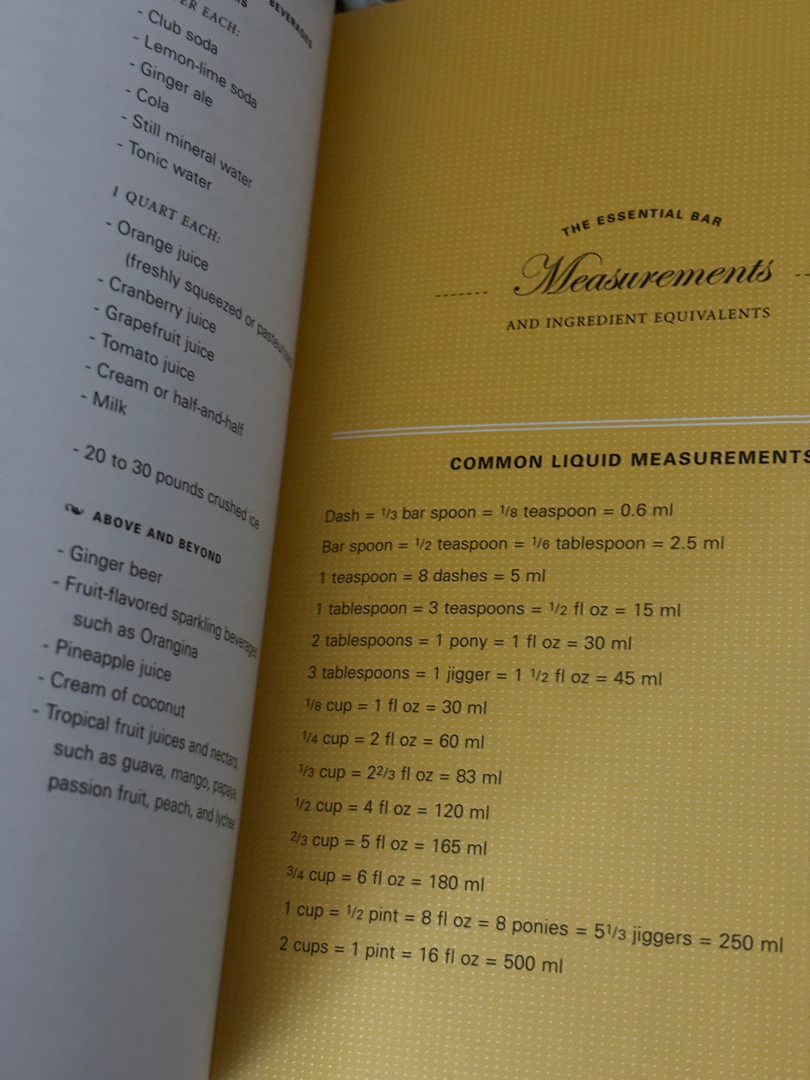 BEVERAGES
EACH:
- Club soda
- Lemon-lime soda
- Ginger ale
- Cola
- Still mineral water
- Tonic water
1 QUART EACH:
- Orange juice
(freshly squeezed or pasteurized
- Cranberry juice
- Grapefruit juice
- Tomato juice
- Cream or half-and-half
- Milk
- 20 to 30 pounds crushed ice
ABOVE AND BEYOND
- Ginger beer
- Fruit-flavored sparkling beverages
such as Orangina
- Pineapple juice
- Cream of coconut
- Tropical fruit juices and nectars,
such as guava, mango, papaya,
passion fruit, peach, and lychee
THE ESSENTIAL BAR
Measurements
AND INGREDIENT EQUIVALENTS
COMMON LIQUID MEASUREMENTS
Dash = 1/3 bar spoon = 1/8 teaspoon = 0.6 ml
Bar spoon = 1/2 teaspoon = 1/6 tablespoon = 2.5 ml
1 teaspoon = 8 dashes = 5 ml
1 tablespoon = 3 teaspoons = 1/2 fl oz = 15 ml
2 tablespoons = 1 pony = 1 fl oz = 30 ml
3 tablespoons = 1 jigger = 1 1/2 fl oz = 45 ml
1/8 cup = 1 fl oz = 30 ml
1/4 cup = 2 fl oz = 60 ml
1/3 cup = 22/3 fl oz = 83 ml
1/2 cup = 4 fl oz = 120 ml
2/3 cup = 5 fl oz = 165 ml
3/4 cup = 6 fl oz = 180 ml
1 cup = 1/2 pint = 8 fl oz = 8 ponies = 51/3 jiggers = 250 ml
2 cups = 1 pint = 16 fl oz = 500 ml